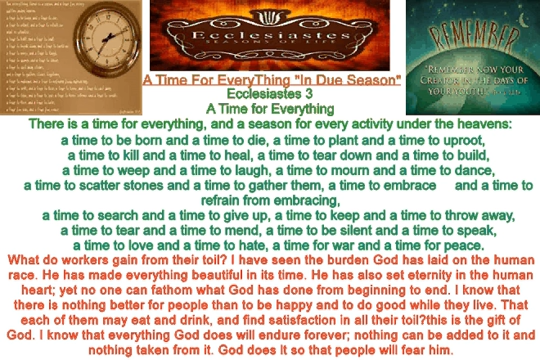 Ecclesiastes
SEASONS OF LIFE
REMEMBER
"REMEMBER NOW YOUR
CREATOR IN THE DAYS OF
YOUR YOUTH."
A Time For EveryThing "In Due Season"
Ecclesiastes 3
A Time for Everything
There is a time for everything, and a season for every activity under the heavens:
a time to be born and a time to die, a time to plant and a time to uproot,
a time to kill and a time to heal, a time to tear down and a time to build,
a time to weep and a time to laugh, a time to mourn and a time to dance,
a time to scatter stones and a time to gather them, a time to embrace and a time to
refrain from embracing,
a time to search and a time to give up, a time to keep and a time to throw away,
a time to tear and a time to mend, a time to be silent and a time to speak,
a time to love and a time to hate, a time for war and a time for peace.
What do workers gain from their toil? I have seen the burden God has laid on the human
race. He has made everything beautiful in its time. He has also set eternity in the human
heart; yet no one can fathom what God has done from beginning to end. I know that
there is nothing better for people than to be happy and to do good while they live. That
each of them may eat and drink, and find satisfaction in all their toil?this is the gift of
God. I know that everything God does will endure forever; nothing can be added to it and
nothing taken from it. God does it so that people will fear him.